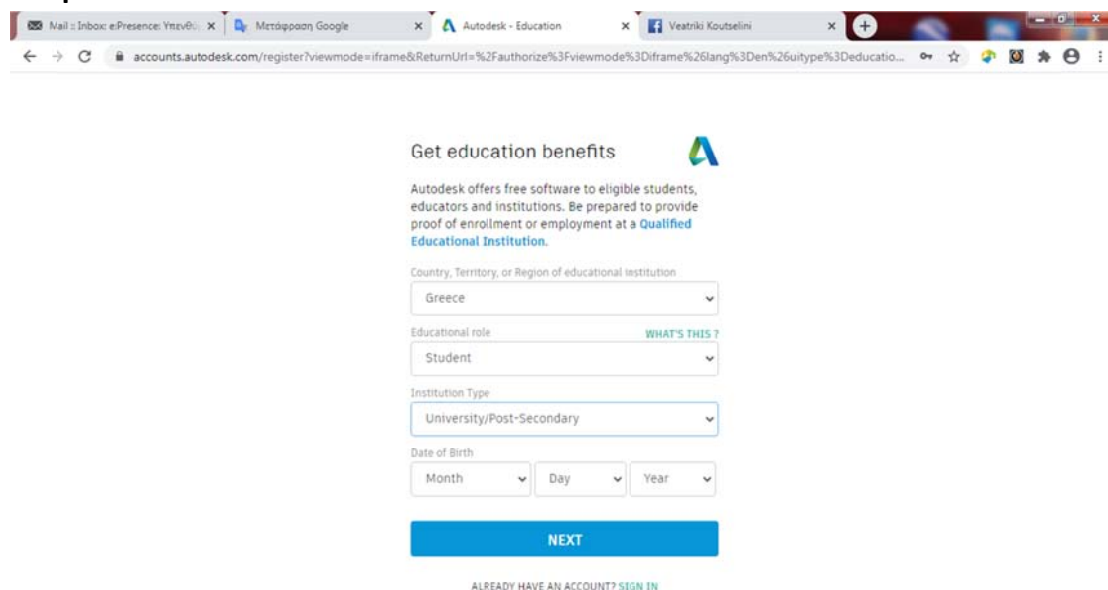 Mail :: Inbox: e:Presence: Υπενθύ
Μετάφραση Google
Autodesk - Education
Veatriki Koutselini
accounts.autodesk.com/register?viewmode=iframe&ReturnUrl=%2Fauthorize%3Fviewmode%3Diframe%26lang%3Den%26uitype%3Deducatio...
Get education benefits
Autodesk offers free software to eligible students,
educators and institutions. Be prepared to provide
proof of enrollment or employment at a Qualified
Educational Institution.
Country, Territory, or Region of educational institution
Greece
Educational role WHAT'S THIS ?
Student
Institution Type
University/Post-Secondary
Date of Birth
Month Day Year
NEXT
ALREADY HAVE AN ACCOUNT? SIGN IN